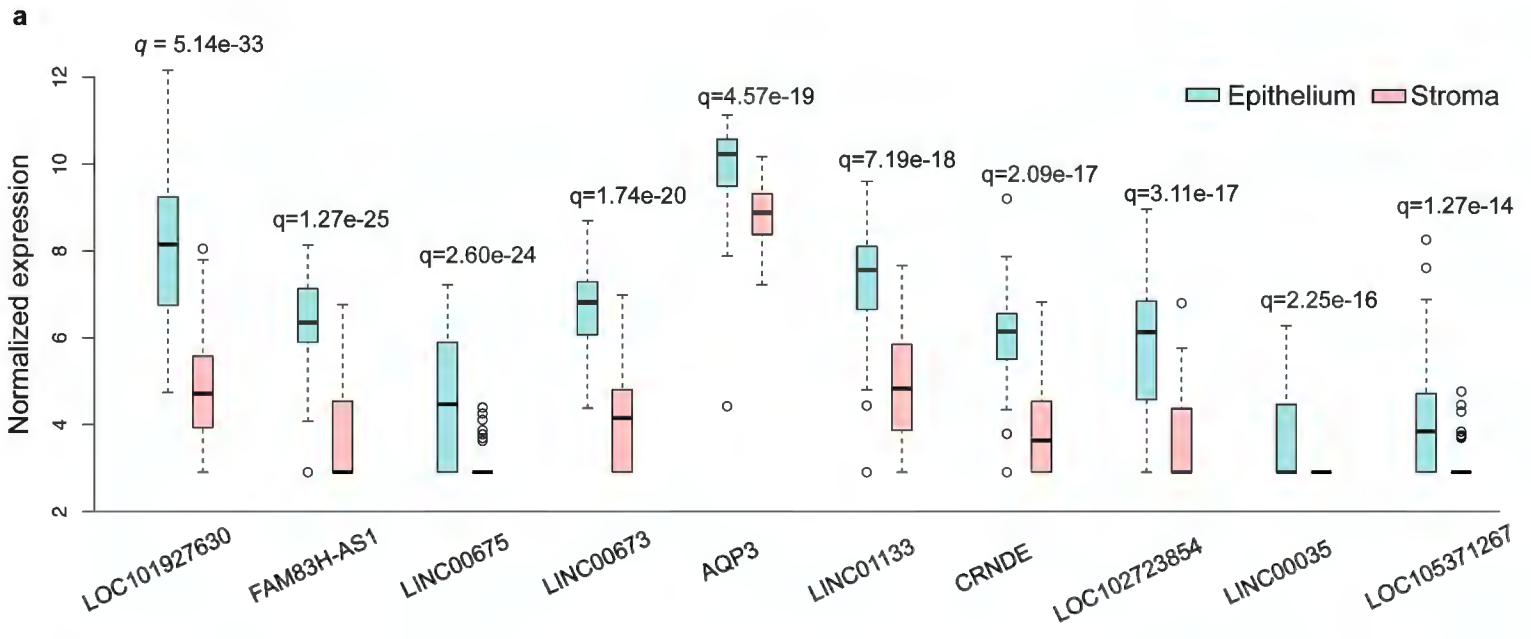 a
q = 5.14e-33
12
q=4.57e-19
Epithelium
Stroma
10
q=7.19e-18
q=2.09e-17
q=1.74e-20
q=3.11e-17
q=1.27e-25
q=1.27e-14
8
q=2.60e-24
q=2.25e-16
Normalized expression
6
4
2
LOC101927630
FAM83H-AS1
LINC00675
LINC00673
AQP3
LINC01133
CRNDE
LOC102723854
LINC00035
LOC105371267